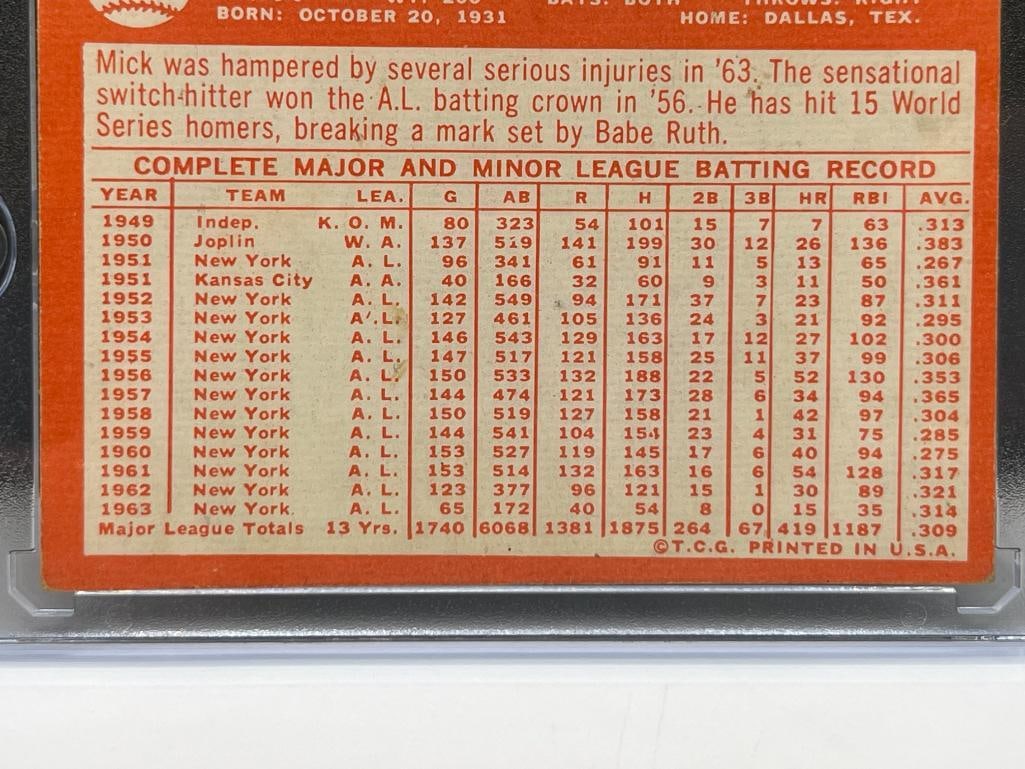 BATS: BOTH THROWS: RIGHT
BORN: OCTOBER 20, 1931 HOME: DALLAS, TEX.
Mick was hampered by several serious injuries in '63. The sensational
switch-hitter won the A.L. batting crown in '56. He has hit 15 World
Series homers, breaking a mark set by Babe Ruth.
COMPLETE MAJOR AND MINOR LEAGUE BATTING RECORD
YEAR TEAM LEA. G AB R H 2B 3B HR RBI AVG.
1949 Indep. K. O. M. 80 323 54 101 15 7 7 63 .313
1950 Joplin W. A. 137 519 141 199 30 12 26 136 .383
1951 New York A. L. 96 341 61 91 11 5 13 65 .267
1951 Kansas City A. A. 40 166 32 60 9 3 11 50 .361
1952 New York A. L. 142 549 94 171 37 7 23 87 .311
1953 New York A. L. 127 461 105 136 24 3 21 92 .295
1954 New York A. L. 146 543 129 163 17 12 27 102 .300
1955 New York A. L. 147 517 121 158 25 11 37 99 .306
1956 New York A. L. 150 533 132 188 22 5 52 130 .353
1957 New York A. L. 144 474 121 173 28 6 34 94 .365
1958 New York A. L. 150 519 127 158 21 1 42 97 .304
1959 New York A. L. 144 541 104 154 23 4 31 75 .285
1960 New York A. L. 153 527 119 145 17 6 40 94 .275
1961 New York A. L. 153 514 132 163 16 6 54 128 .317
1962 New York A. L. 123 377 96 121 15 1 30 89 .321
1963 New York A. L. 65 172 40 54 8 0 15 35 .314
Major League Totals 13 Yrs. 1740 6068 1381 1875 264 67 419 1187 .309
©T.C.G. PRINTED IN U.S.A.